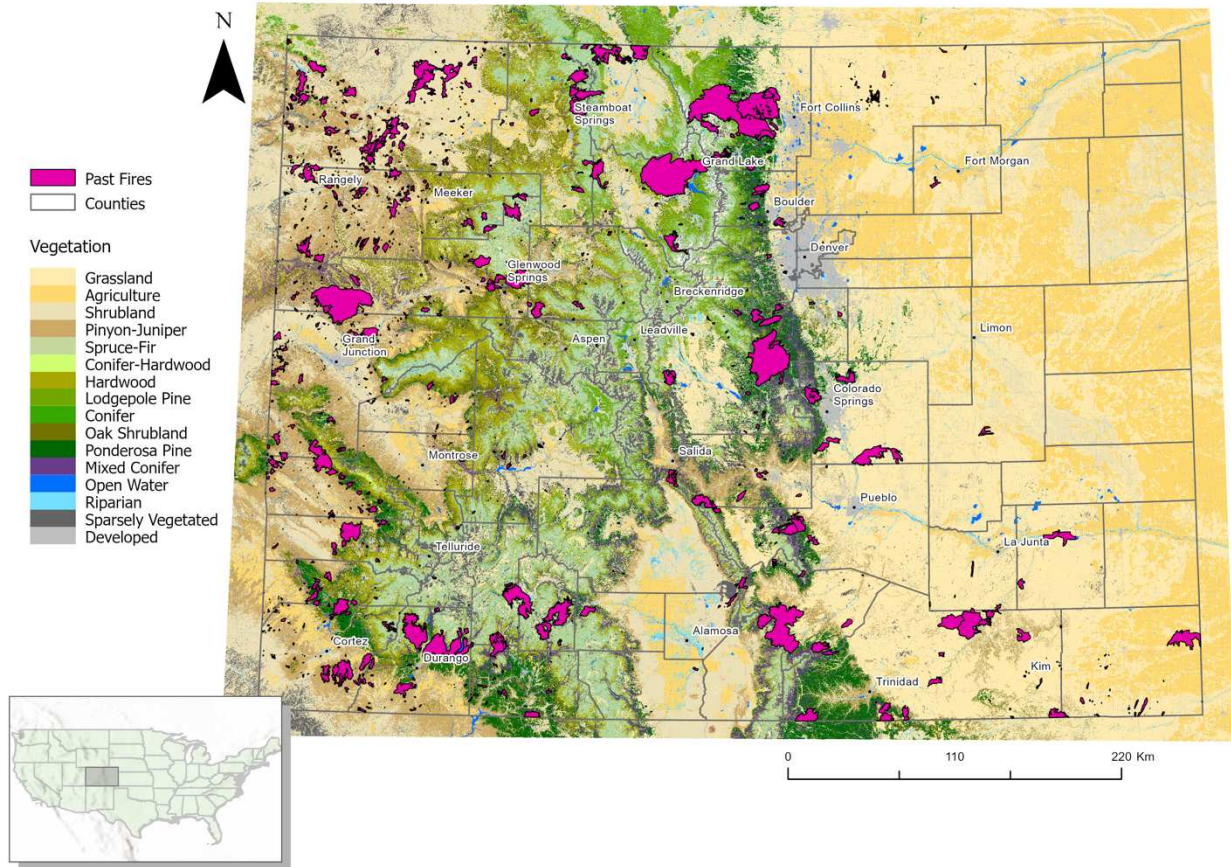 N
Past Fires
Counties
Vegetation
Grassland
Agriculture
Shrubland
Pinyon-Juniper
Spruce-Fir
Conifer-Hardwood
Hardwood
Lodgepole Pine
Conifer
Oak Shrubland
Ponderosa Pine
Mixed Conifer
Open Water
Riparian
Sparsely Vegetated
Developed
Steamboat
Springs
Fort Collins
Grand Lake
Fort Morgan
Rangely
Meeker
Boulder
Denver
Glenwood
Springs
Breckenridge
Leadville
Limon
Grand
Junction
Aspen
Colorado
Springs
Montrose
Salida
Pueblo
Telluride
La Junta
Cortez
Durango
Alamosa
Kim
Trinidad
0
110
220 Km